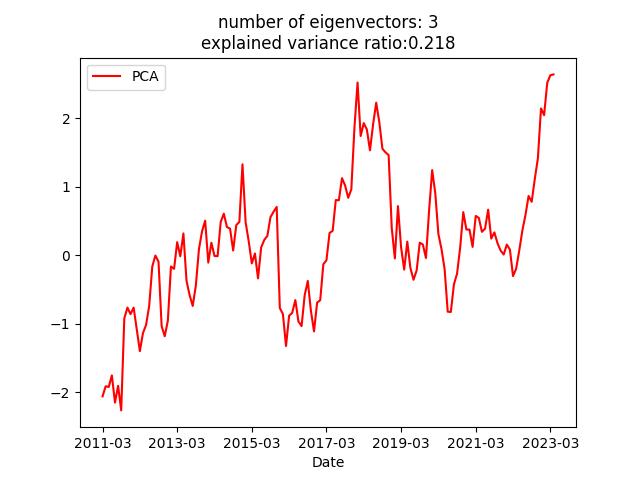 number of eigenvectors: 3
explained variance ratio:0.218
PCA
2
1
0
−1
−2
2011-03 2013-03 2015-03 2017-03 2019-03 2021-03 2023-03
Date